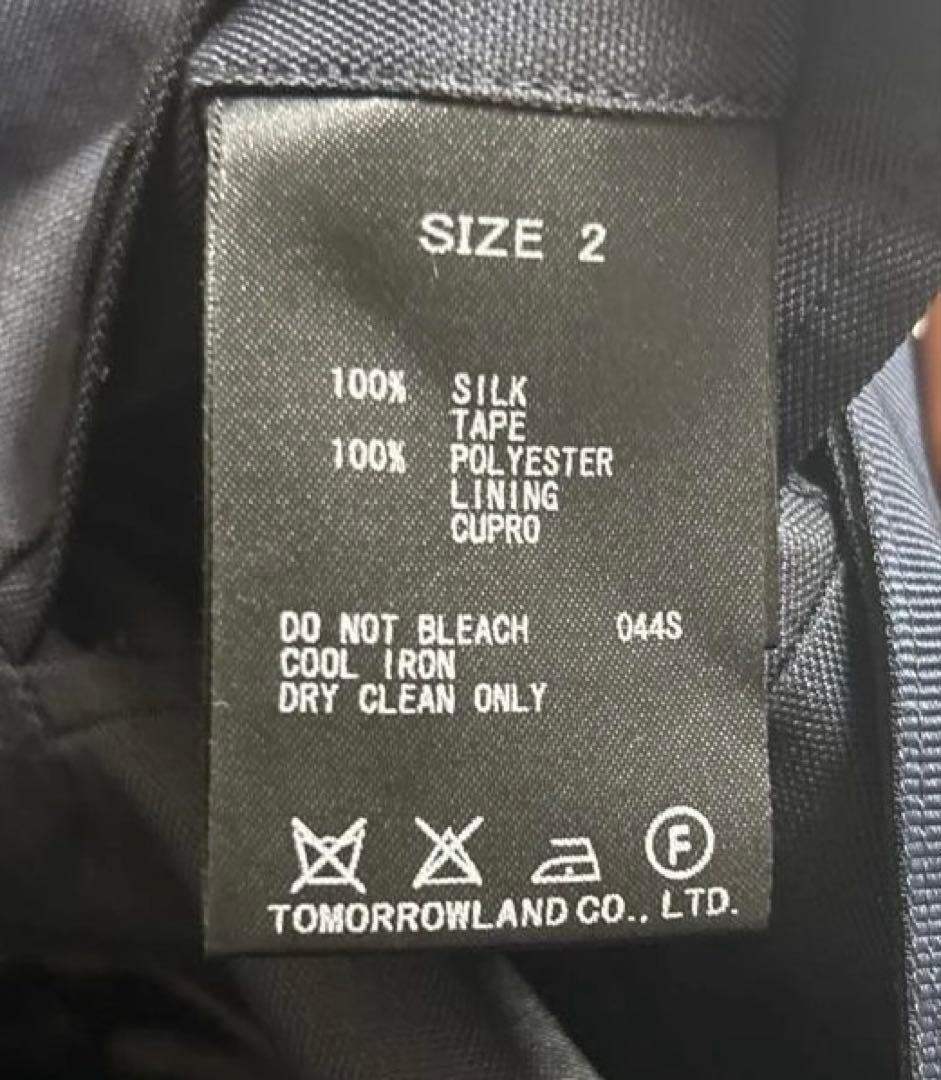 SIZE 2
100% SILK
TAPE
100% POLYESTER
LINING
CUPRO
DO NOT BLEACH 044S
COOL IRON
DRY CLEAN ONLY
F
TOMORROWLAND CO., LTD.